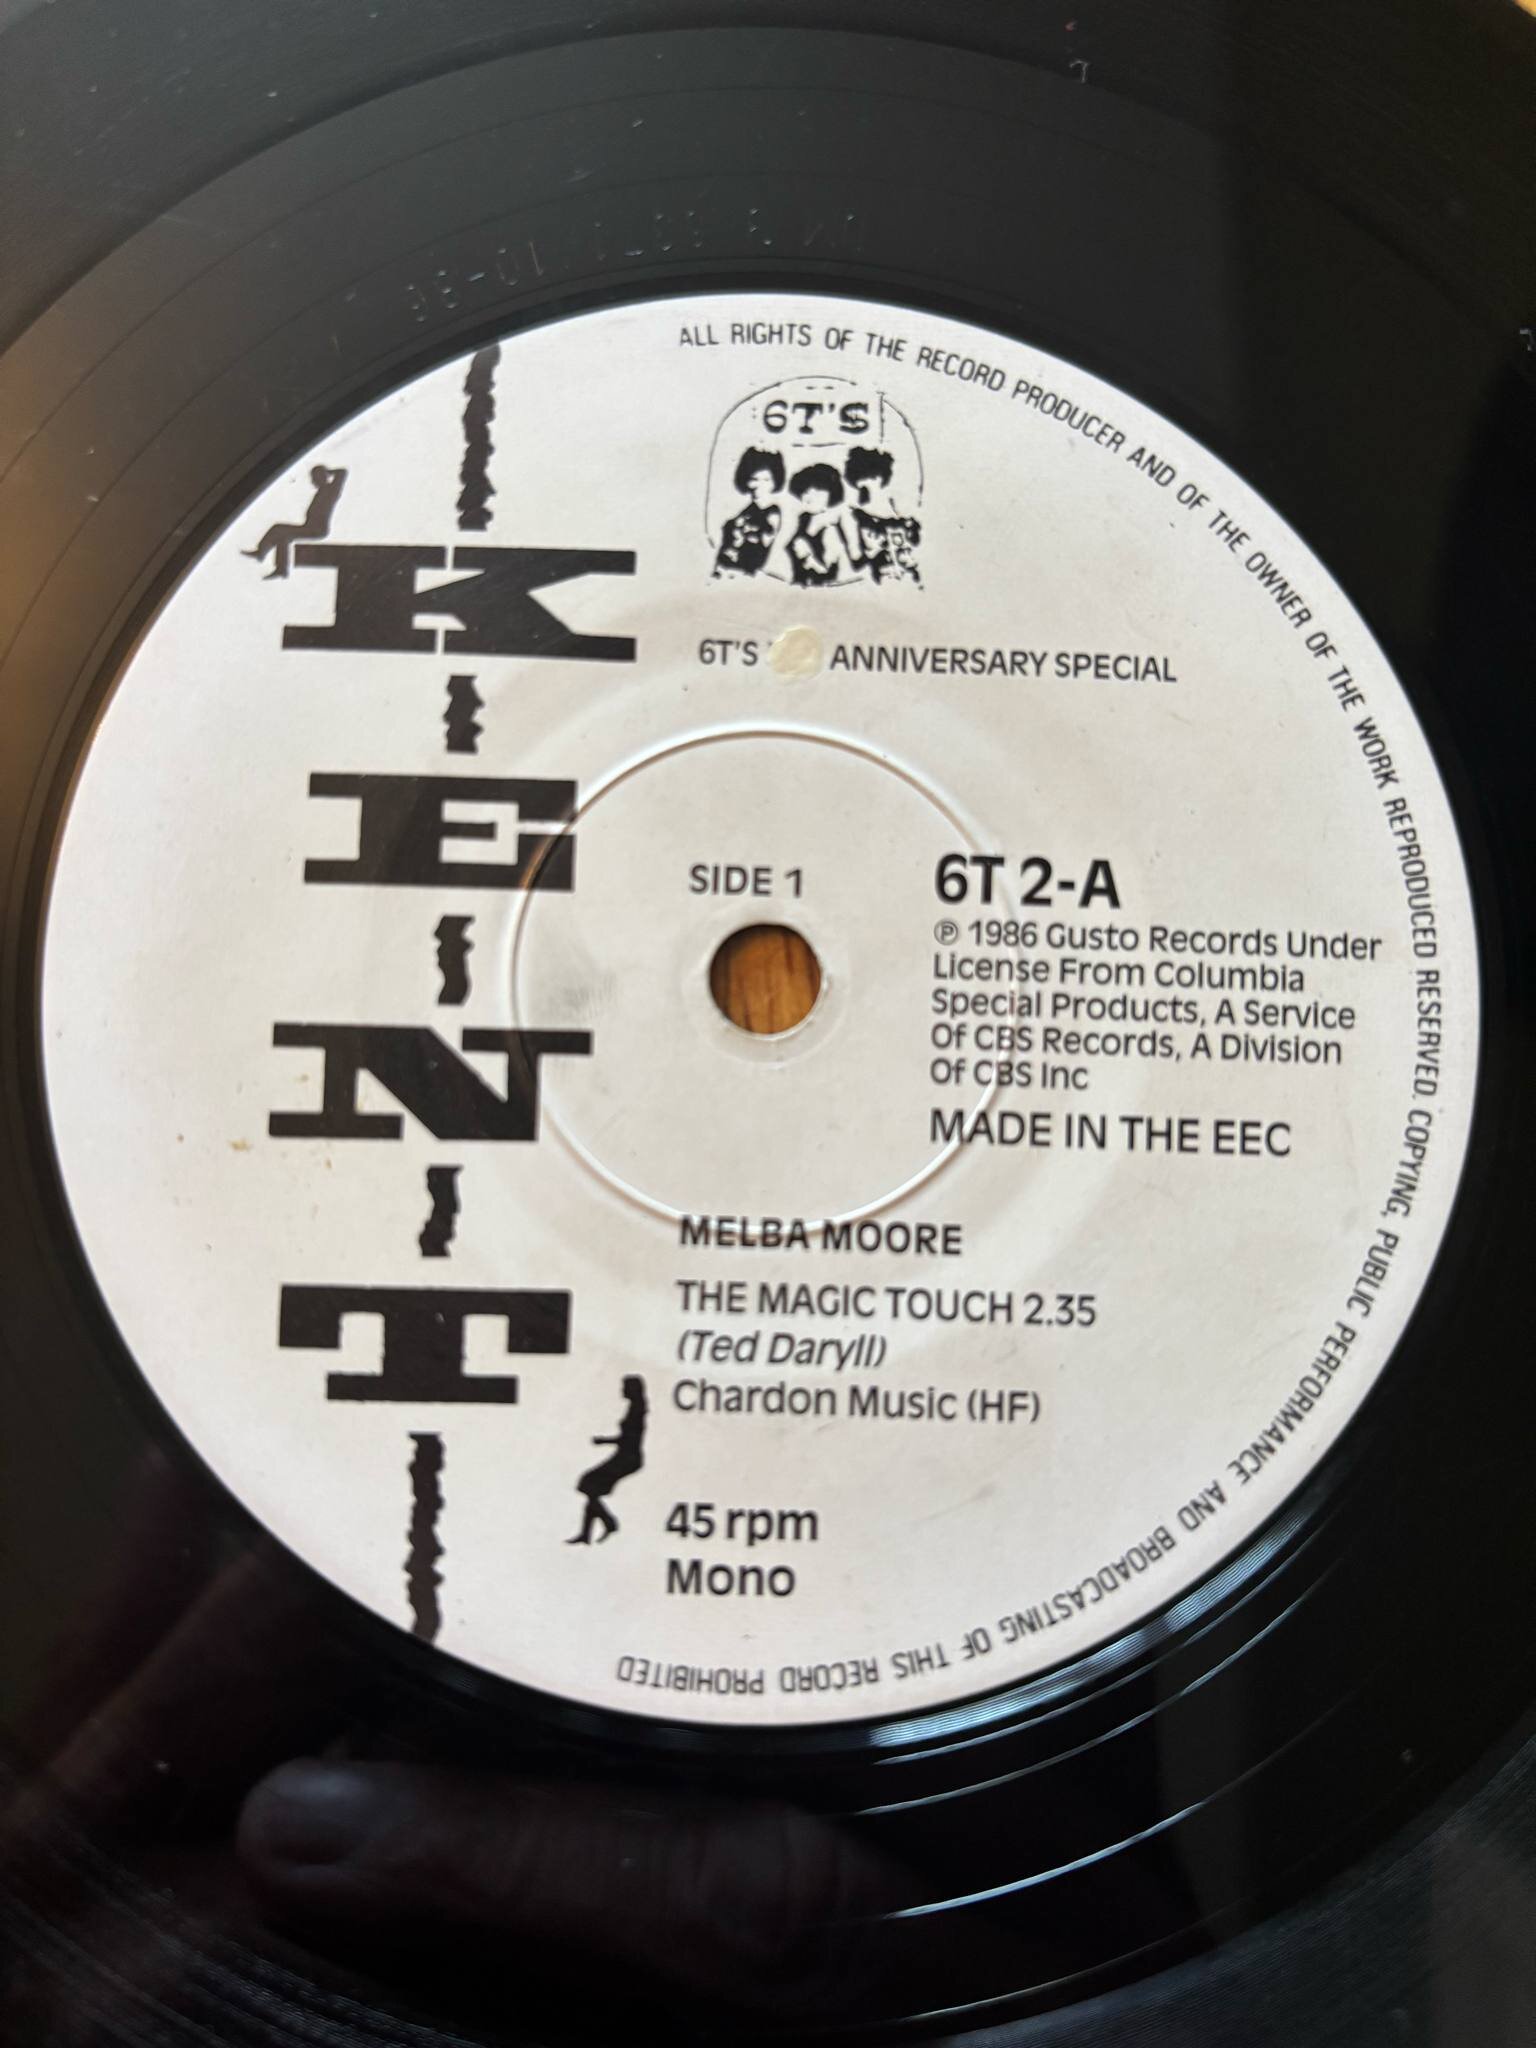 ALL RIGHTS OF THE RECORD PRODUCER AND OF THE OWNER OF THE WORK REPRODUCED RESERVED. COPYING, PUBLIC PERFORMANCE AND BROADCASTING OF THIS RECORD PROHIBITED
6T'S
KENT
6T'S ANNIVERSARY SPECIAL
SIDE 1
6T 2-A
℗ 1986 Gusto Records Under
License From Columbia
Special Products, A Service
Of CBS Records, A Division
Of CBS Inc
MADE IN THE EEC
MELBA MOORE
THE MAGIC TOUCH 2.35
(Ted Daryll)
Chardon Music (HF)
45 rpm
Mono